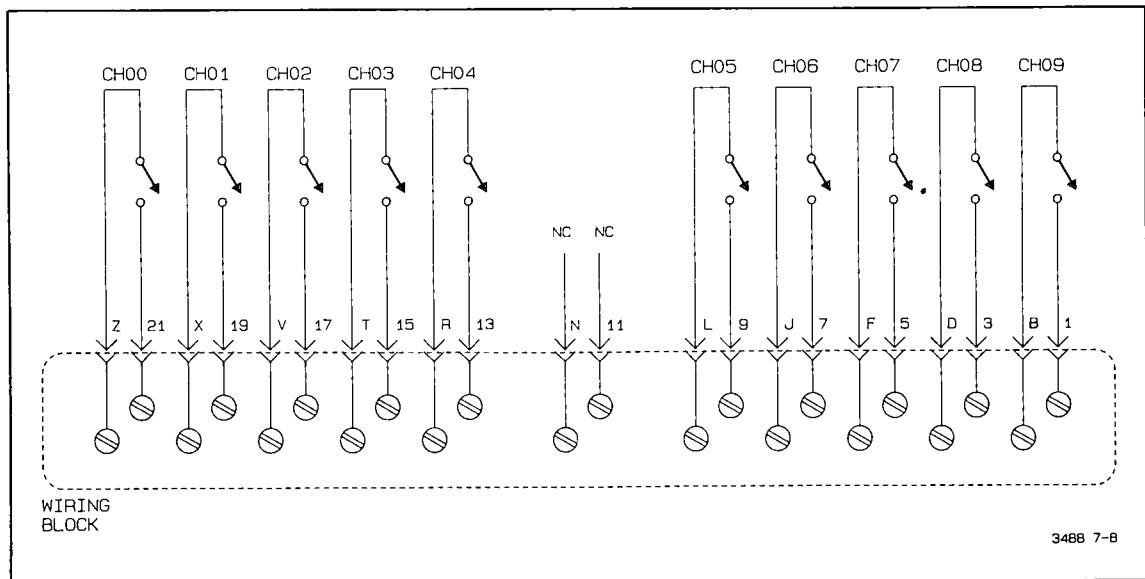 CH00 CH01 CH02 CH03 CH04 CH05 CH06 CH07 CH08 CH09
NC NC
Z 21 X 19 V 17 T 15 R 13 N 11 L 9 J 7 F 5 D 3 B 1
WIRING
BLOCK
3488 7-8